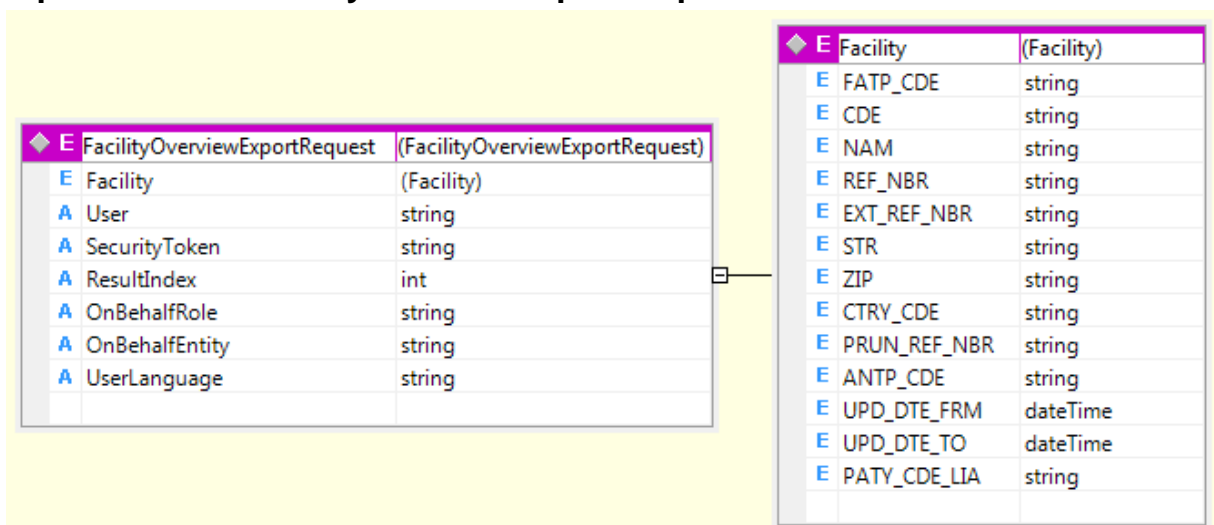 E FacilityOverviewExportRequest (FacilityOverviewExportRequest)
E Facility (Facility)
A User string
A SecurityToken string
A ResultIndex int
A OnBehalfRole string
A OnBehalfEntity string
A UserLanguage string
E Facility (Facility)
E FATP_CDE string
E CDE string
E NAM string
E REF_NBR string
E EXT_REF_NBR string
E STR string
E ZIP string
E CTRY_CDE string
E PRUN_REF_NBR string
E ANTP_CDE string
E UPD_DTE_FRM dateTime
E UPD_DTE_TO dateTime
E PATY_CDE_LIA string